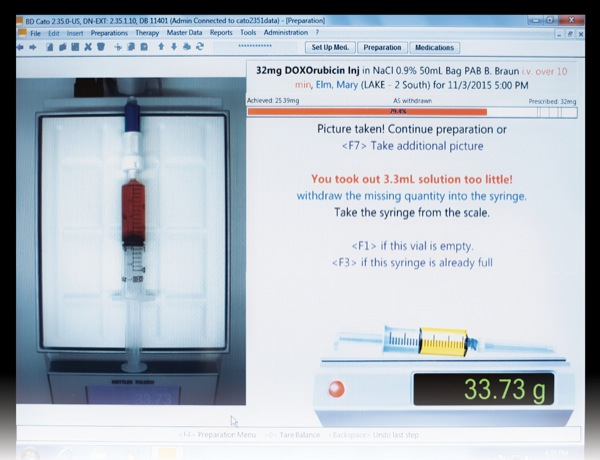 BD Cato 2.35.0-US, DN-EXT: 2.35.1.10, DB 11401 (Admin Connected to cato2351data) - [Preparation]
File Edit Insert Preparations Therapy Master Data Reports Tools Administration ?
************ Set Up Med. Preparation Medications
32mg DOXOrubicin Inj in NaCl 0.9% 50mL Bag PAB B. Braun i.v. over 10
min, Elm, Mary (LAKE - 2 South) for 11/3/2015 5:00 PM
Achieved: 25.39mg AS withdrawn Prescribed: 32mg
79.4%
Picture taken! Continue preparation or
<F7> Take additional picture
You took out 3.3mL solution too little!
withdraw the missing quantity into the syringe.
Take the syringe from the scale.
<F1> if this vial is empty.
<F3> if this syringe is already full
METTLER TOLEDO
33.73 g
<F4> Preparation Menu Tare Balance <Backspace> Undo last step